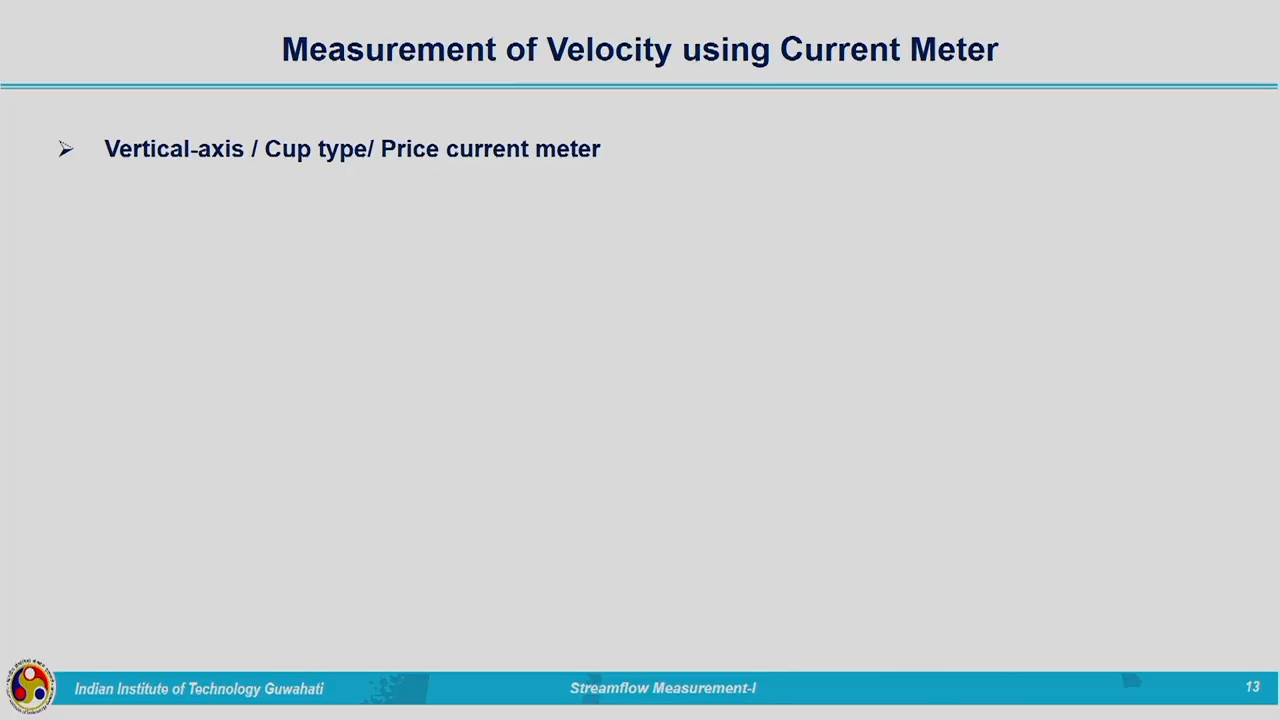 Measurement of Velocity using Current Meter
Vertical-axis / Cup type/ Price current meter
Indian Institute of Technology Guwahati
Streamflow Measurement-I
13